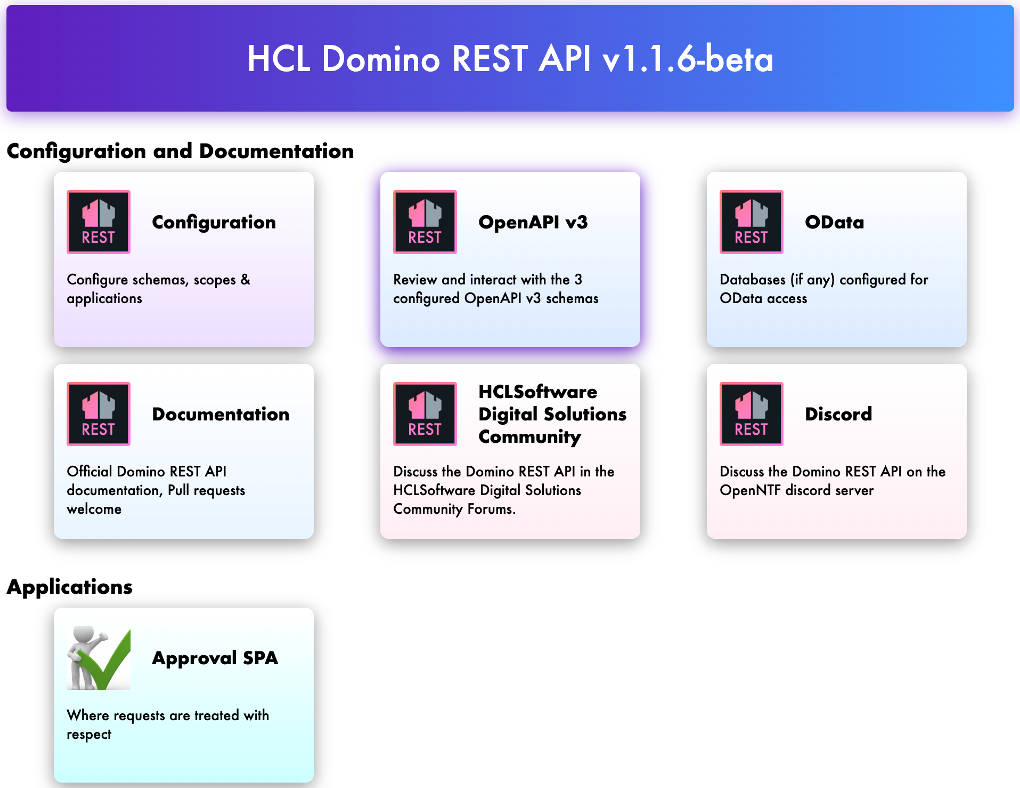 HCL Domino REST API v1.1.6-beta
Configuration and Documentation
REST
Configuration
Configure schemas, scopes &
applications
REST
OpenAPI v3
Review and interact with the 3
configured OpenAPI v3 schemas
REST
OData
Databases (if any) configured for
OData access
REST
Documentation
Official Domino REST API
documentation, Pull requests
welcome
REST
HCLSoftware
Digital Solutions
Community
Discuss the Domino REST API in the
HCLSoftware Digital Solutions
Community Forums.
REST
Discord
Discuss the Domino REST API on the
OpenNTF discord server
Applications
Approval SPA
Where requests are treated with
respect